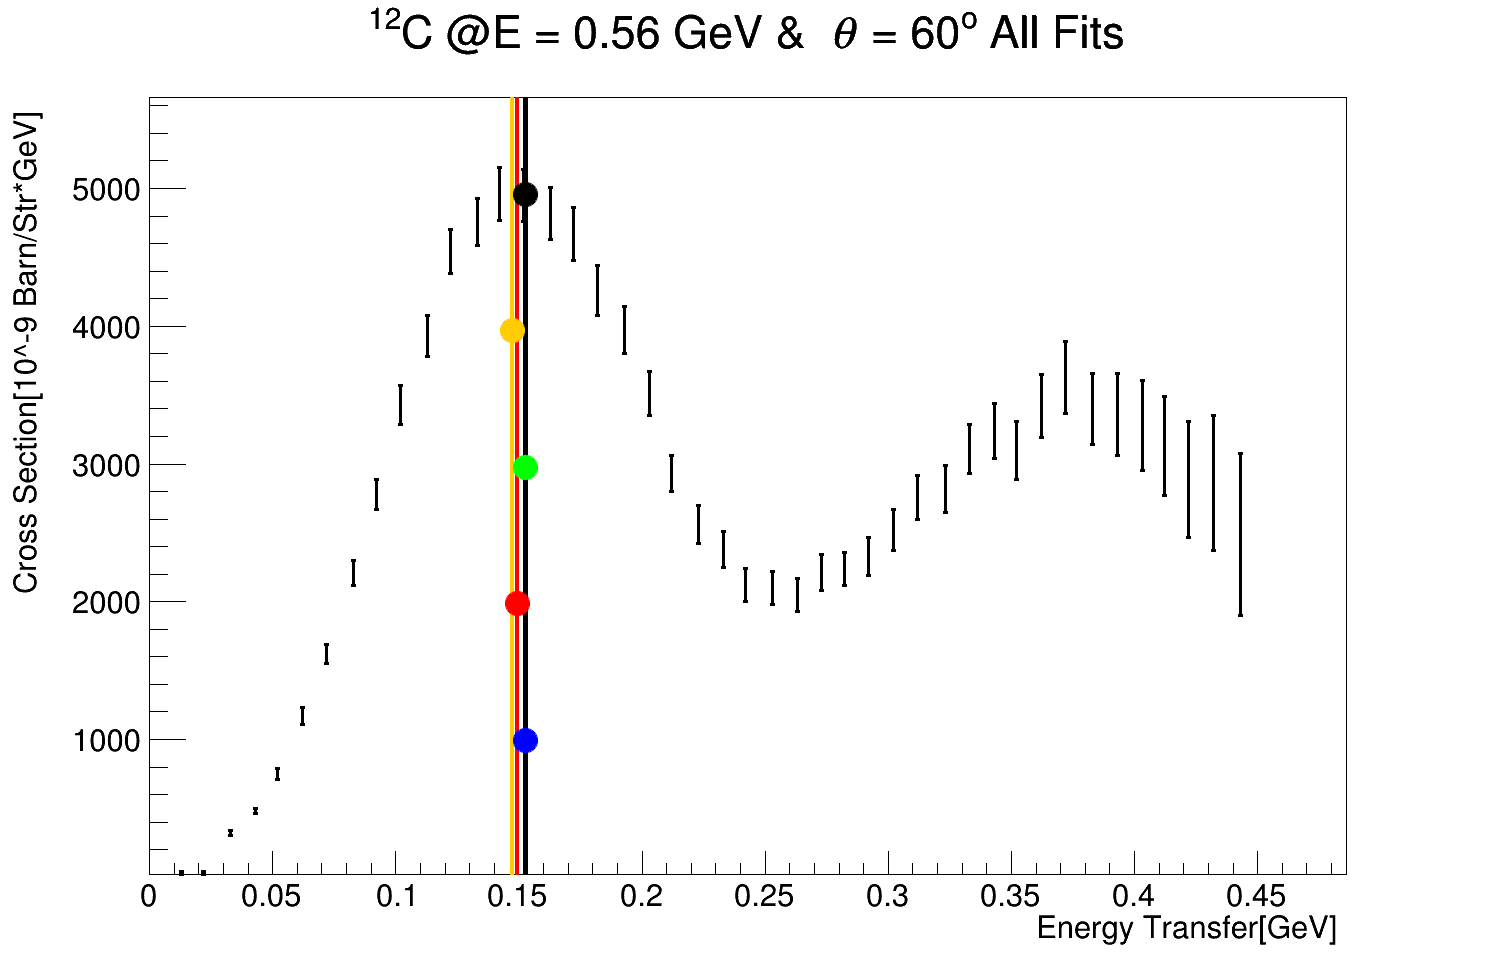 ¹²C @E = 0.56 GeV & θ = 60° All Fits
Cross Section[10^-9 Barn/Str*GeV]
5000
4000
3000
2000
1000
0 0.05 0.1 0.15 0.2 0.25 0.3 0.35 0.4 0.45
Energy Transfer[GeV]